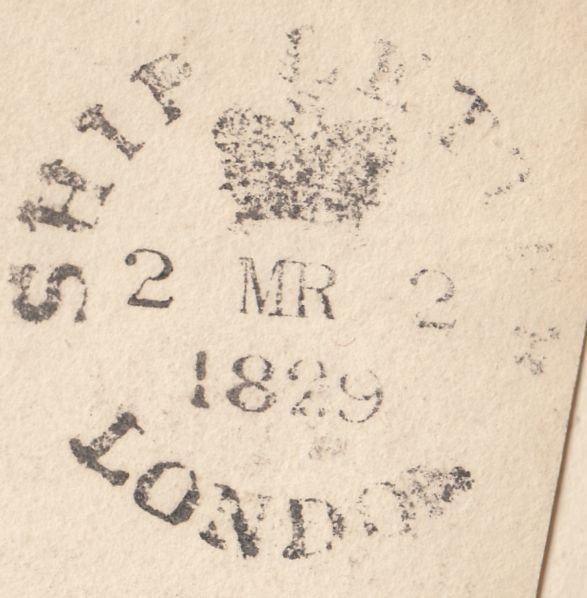 SHIP LETTER
2 MR 2
1829
LONDON